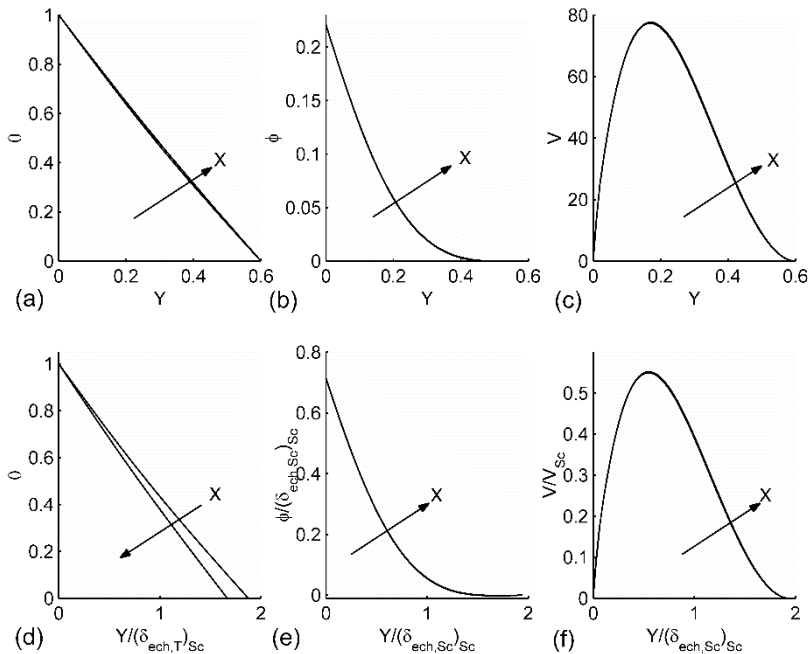 1
0.8
0.6
0.4
0.2
0
θ
X
0
0.2
0.4
0.6
(a)
Y
0.2
0.15
0.1
0.05
0
ϕ
X
0
0.2
0.4
0.6
(b)
Y
80
60
40
20
0
V
X
0
0.2
0.4
0.6
(c)
Y
1
0.8
0.6
0.4
0.2
0
θ
X
0
1
2
(d)
Y/(δech,T)Sc
0.8
0.6
0.4
0.2
0
ϕ/(δech,Sc)Sc
X
0
1
2
(e)
Y/(δech,Sc)Sc
0.5
0.4
0.3
0.2
0.1
0
V/VSc
X
0
1
2
(f)
Y/(δech,Sc)Sc